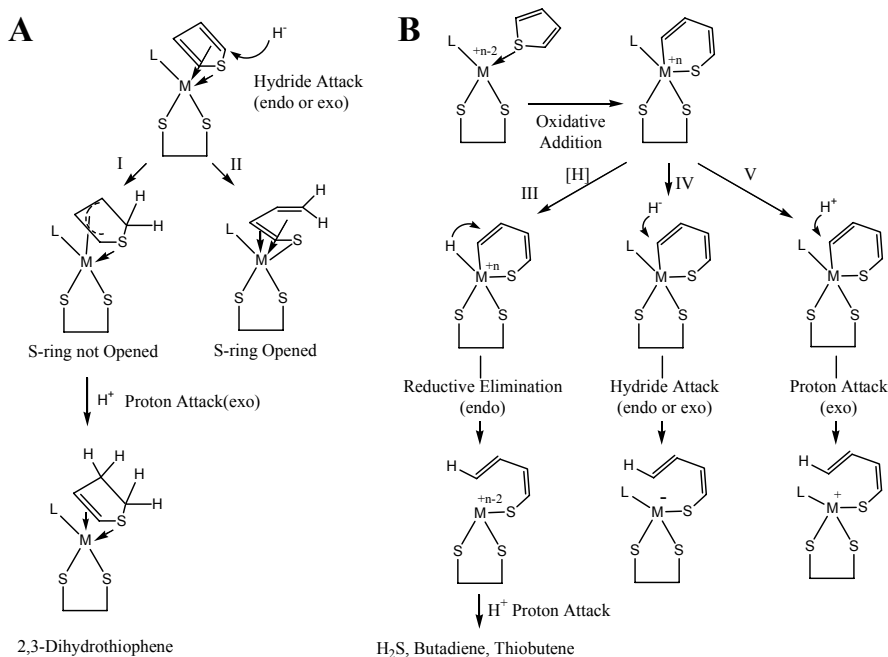 A
H⁻
L
S
M
Hydride Attack
(endo or exo)
S S
I II
H
H
L
S
M
S S
S-ring not Opened
H
H
L
S
M
S S
S-ring Opened
H⁺ Proton Attack(exo)
H H
H
H
L
S
M
S S
2,3-Dihydrothiophene
B
L +n-2
S
M
S S
Oxidative
Addition
L
+n
M S
S S
III [H] IV V
H
+n
M S
S S
H⁻
L
M S
S S
H⁺
L
M S
S S
Reductive Elimination
(endo)
Hydride Attack
(endo or exo)
Proton Attack
(exo)
H
+n-2
M S
S S
H
L -
M S
S S
H
L +
M S
S S
H⁺ Proton Attack
H₂S, Butadiene, Thiobutene